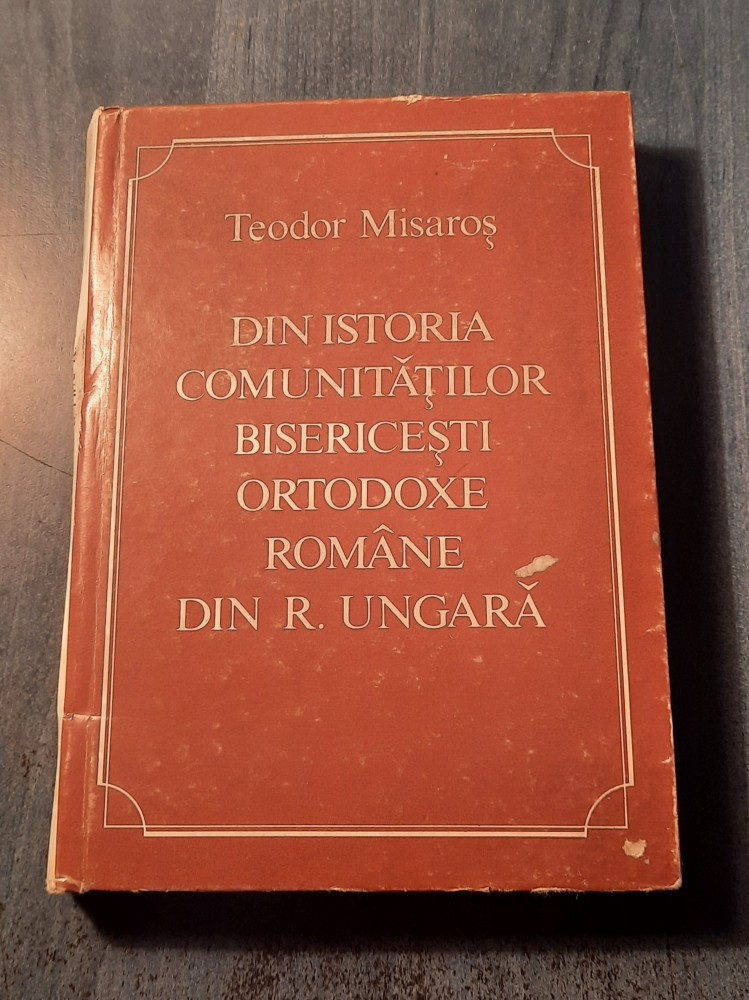 Teodor Misaroş
DIN ISTORIA
COMUNITĂŢILOR
BISERICEŞTI
ORTODOXE
ROMÂNE
DIN R. UNGARĂ